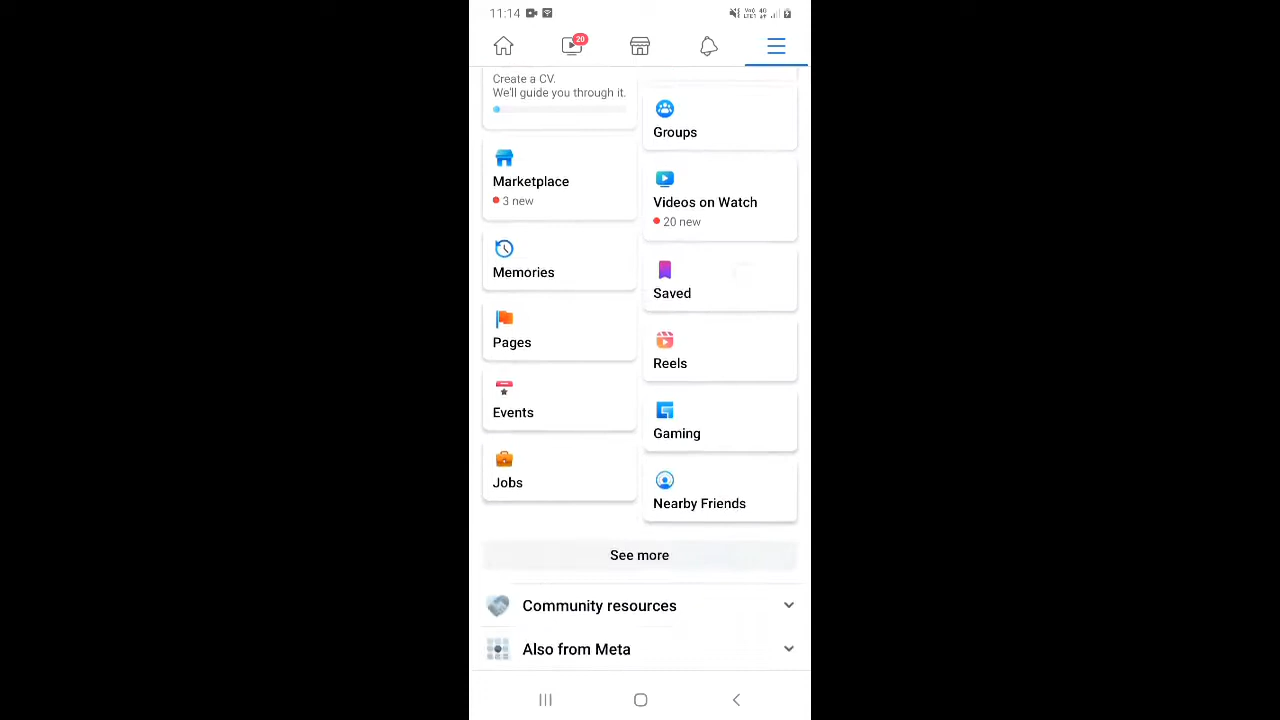 11:14
20
Create a CV.
We'll guide you through it.
Groups
Marketplace
3 new
Videos on Watch
20 new
Memories
Saved
Pages
Reels
Events
Gaming
Jobs
Nearby Friends
See more
Community resources
Also from Meta